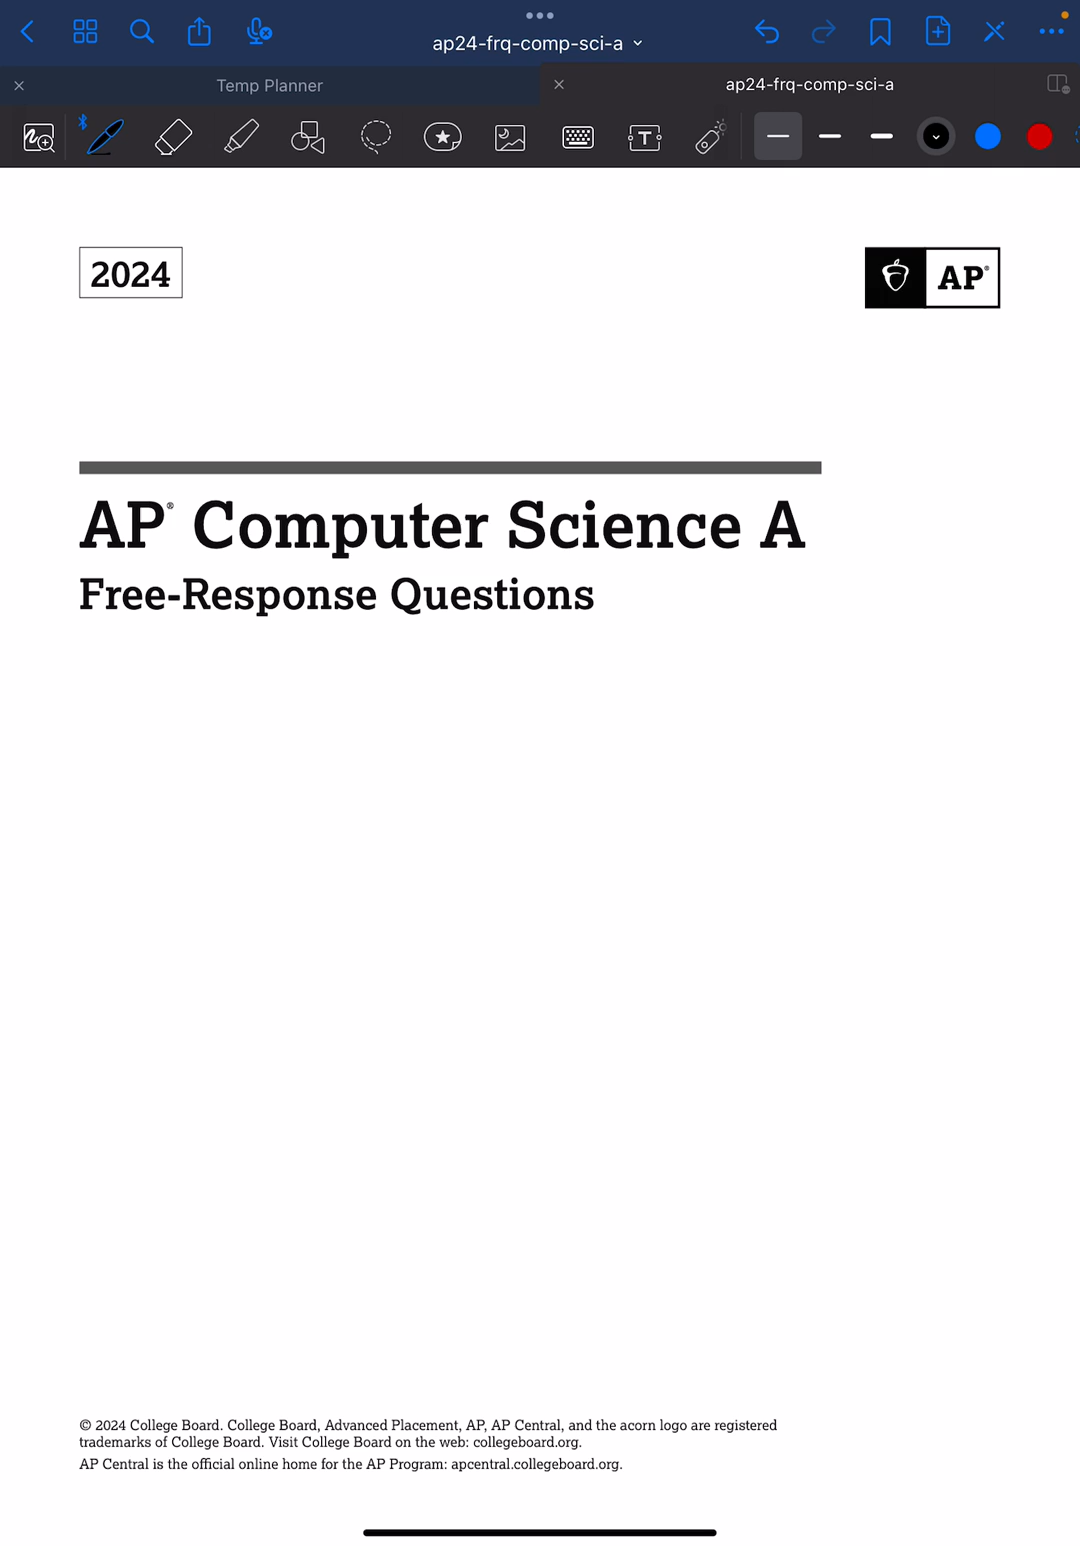 ap24-frq-comp-sci-a
Temp Planner
ap24-frq-comp-sci-a
T
2024
AP®
AP® Computer Science A
Free-Response Questions
© 2024 College Board. College Board, Advanced Placement, AP, AP Central, and the acorn logo are registered
trademarks of College Board. Visit College Board on the web: collegeboard.org.
AP Central is the official online home for the AP Program: apcentral.collegeboard.org.